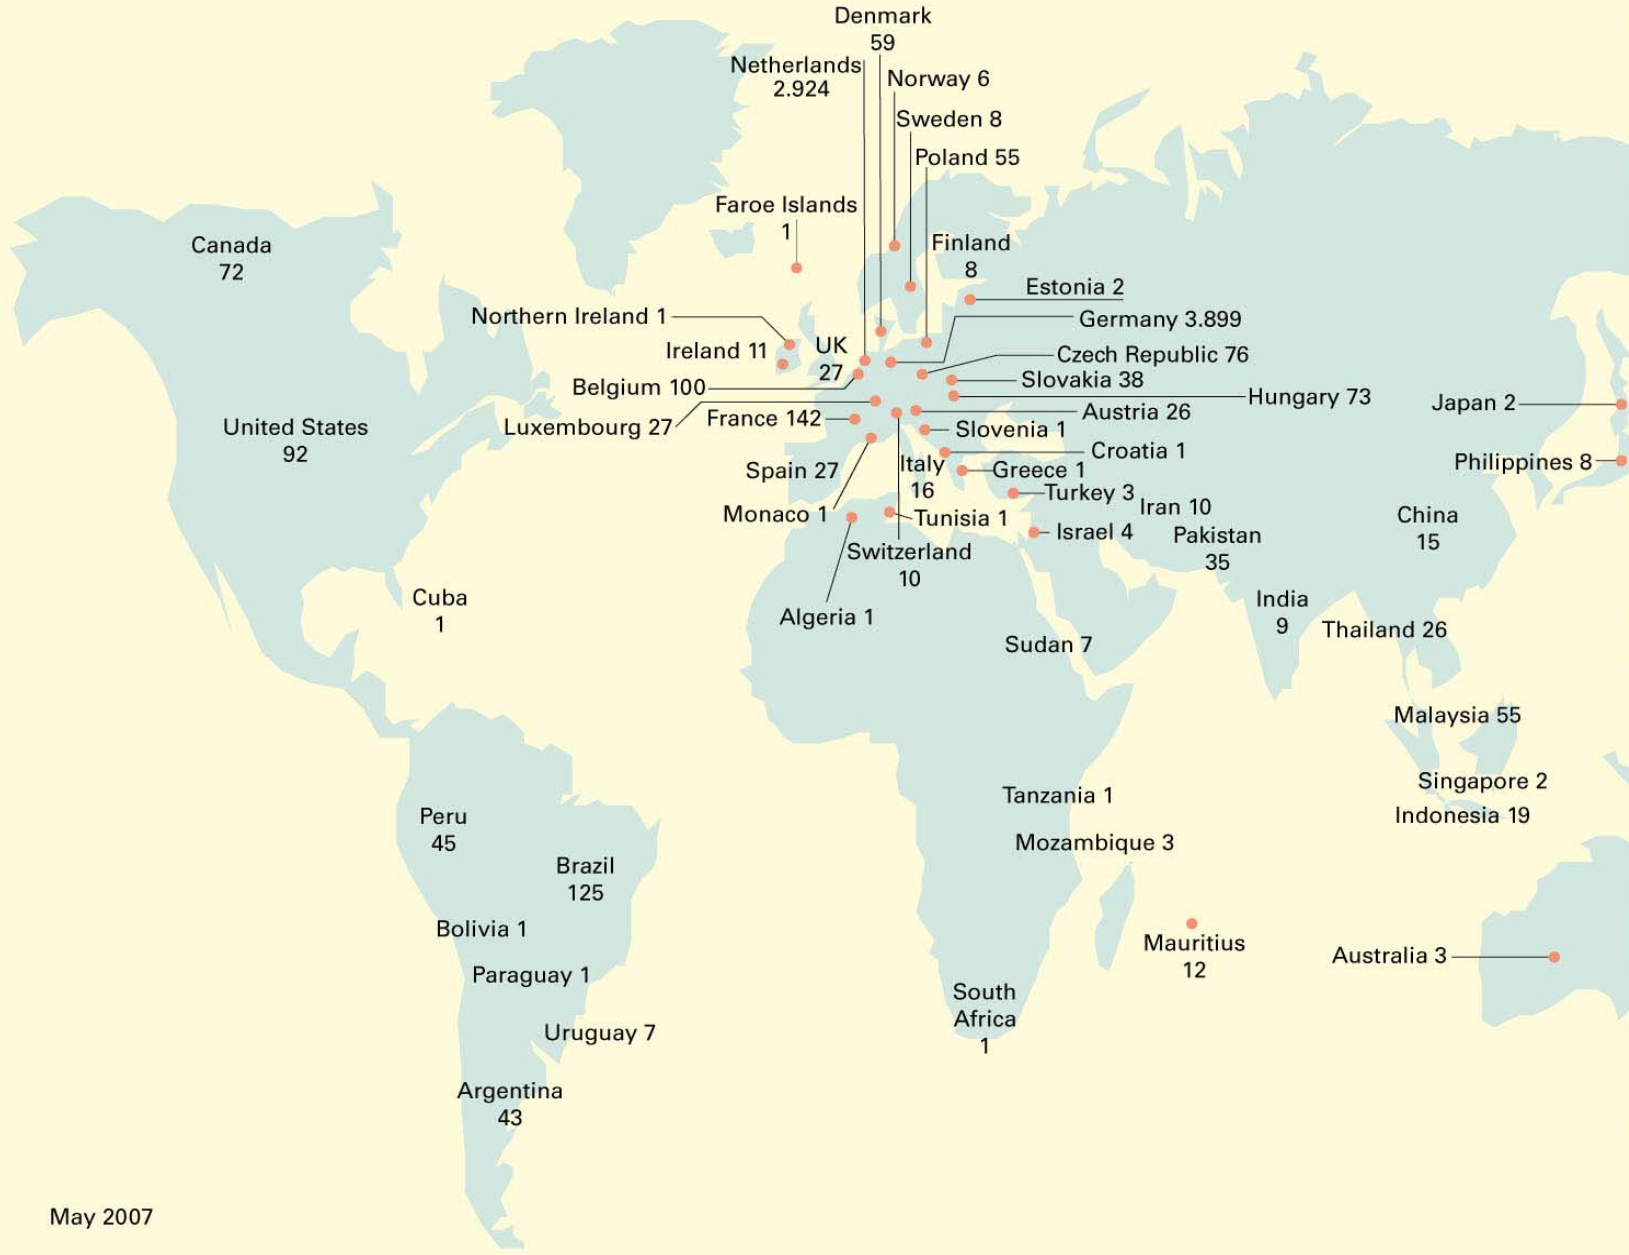 Denmark
59
Netherlands
2.924
Norway 6
Sweden 8
Poland 55
Faroe Islands
1
Canada
72
Finland
8
Estonia 2
Northern Ireland 1
Germany 3.899
Ireland 11
UK
27
Czech Republic 76
Belgium 100
Slovakia 38
Hungary 73
Japan 2
Luxembourg 27
France 142
Austria 26
United States
92
Slovenia 1
Croatia 1
Spain 27
Italy
16
Greece 1
Philippines 8
Turkey 3
Iran 10
Monaco 1
Tunisia 1
Israel 4
Pakistan
35
China
15
Switzerland
10
Cuba
1
Algeria 1
India
9
Thailand 26
Sudan 7
Malaysia 55
Singapore 2
Indonesia 19
Tanzania 1
Peru
45
Mozambique 3
Brazil
125
Bolivia 1
Mauritius
12
Australia 3
Paraguay 1
South
Africa
1
Uruguay 7
Argentina
43
May 2007